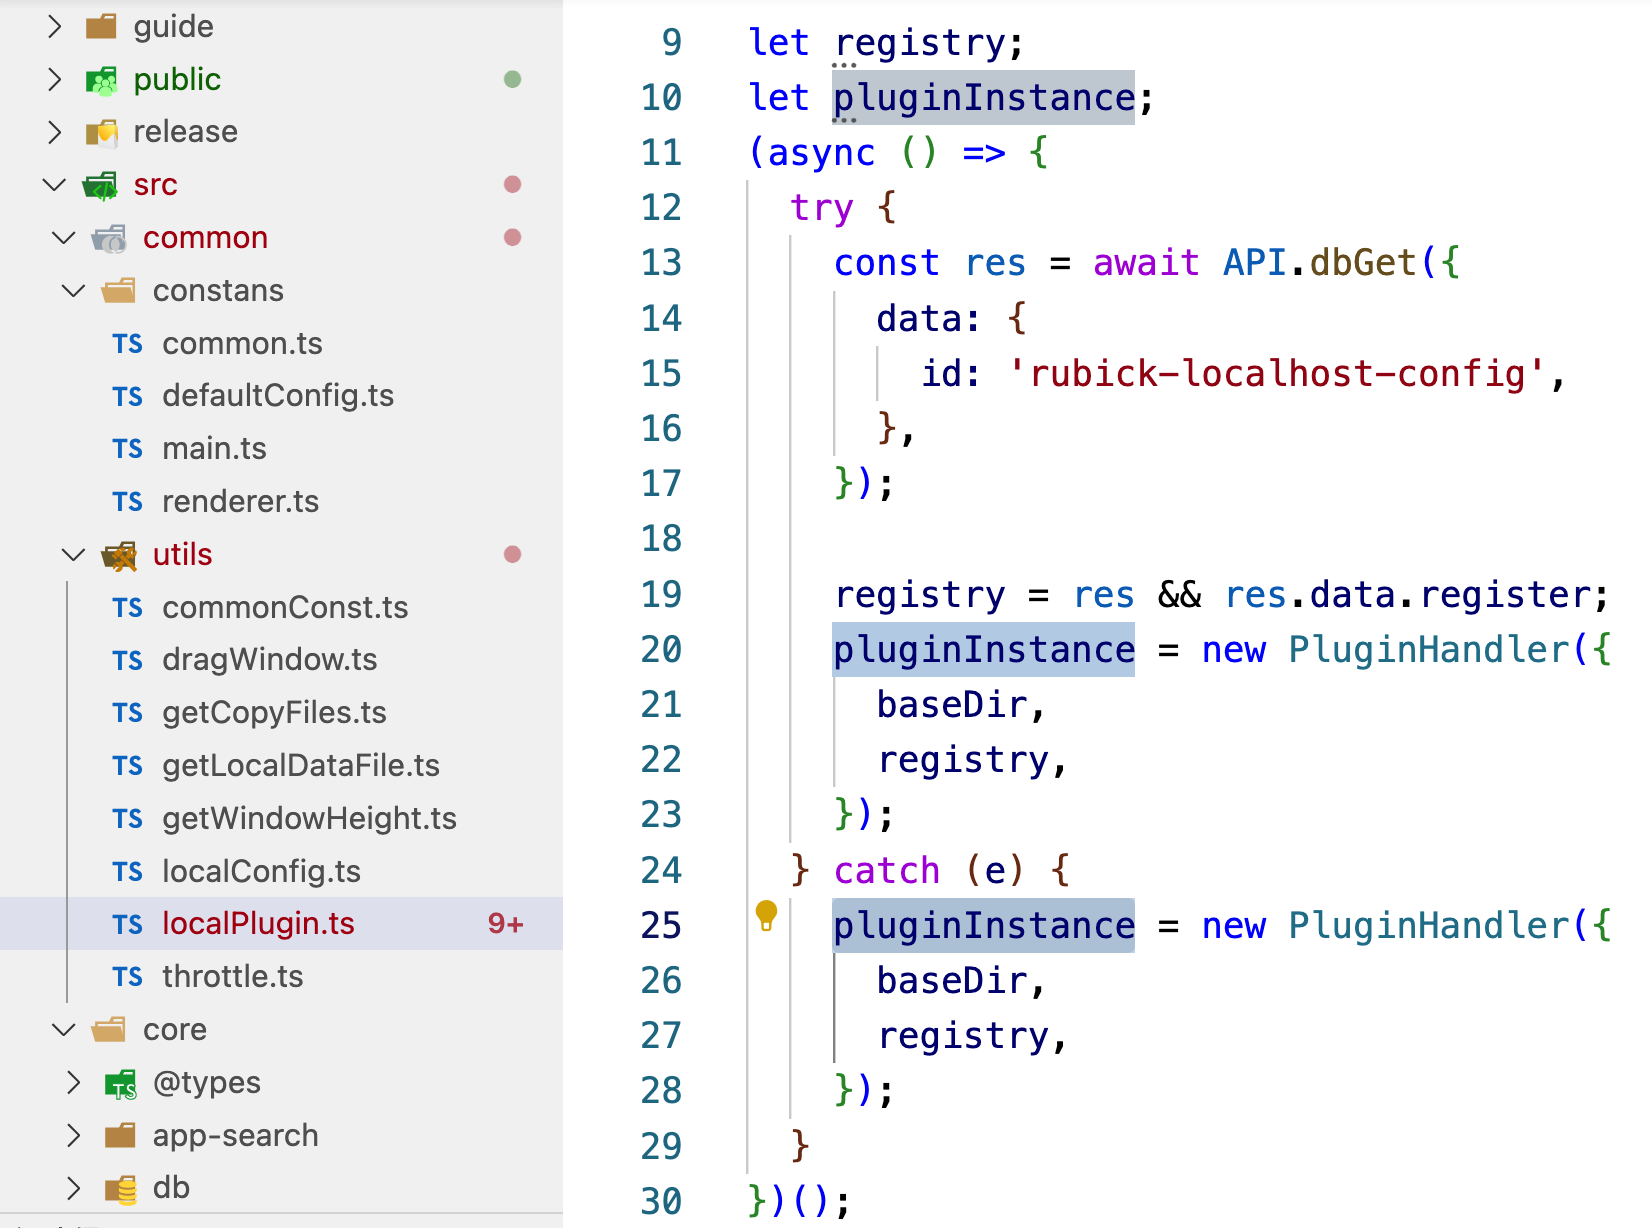 guide
public
release
src
common
constans
TS common.ts
TS defaultConfig.ts
TS main.ts
TS renderer.ts
utils
TS commonConst.ts
TS dragWindow.ts
TS getCopyFiles.ts
TS getLocalDataFile.ts
TS getWindowHeight.ts
TS localConfig.ts
TS localPlugin.ts 9+
TS throttle.ts
core
TS @types
app-search
db
9 let registry;
10 let pluginInstance;
11 (async () => {
12 try {
13 const res = await API.dbGet({
14 data: {
15 id: 'rubick-localhost-config',
16 },
17 });
18
19 registry = res && res.data.register;
20 pluginInstance = new PluginHandler({
21 baseDir,
22 registry,
23 });
24 } catch (e) {
25 pluginInstance = new PluginHandler({
26 baseDir,
27 registry,
28 });
29 }
30 })();